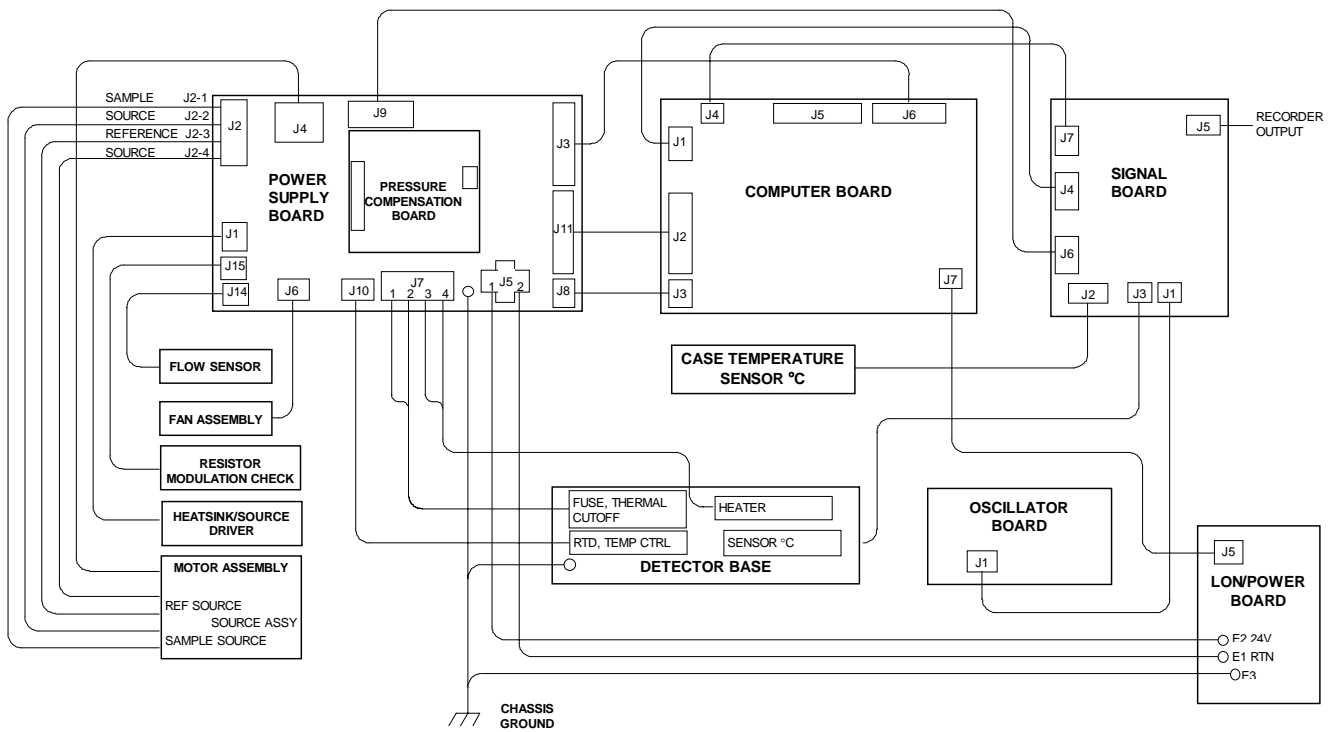 SAMPLE J2-1
SOURCE J2-2
REFERENCE J2-3
SOURCE J2-4
J2
J4
J9
J3
POWER
SUPPLY
BOARD
PRESSURE
COMPENSATION
BOARD
J11
J1
J15
J14
J6
J10
J7
1 2 3 4
J5
1 2
J8
J4
J5
J6
J1
COMPUTER BOARD
J2
J3
J7
J5
RECORDER
OUTPUT
J7
SIGNAL
BOARD
J4
J6
J2
J3
J1
FLOW SENSOR
FAN ASSEMBLY
RESISTOR
MODULATION CHECK
HEATSINK/SOURCE
DRIVER
MOTOR ASSEMBLY
REF SOURCE
SOURCE ASSY
SAMPLE SOURCE
CASE TEMPERATURE
SENSOR °C
FUSE, THERMAL
CUTOFF
HEATER
RTD, TEMP CTRL
SENSOR °C
DETECTOR BASE
OSCILLATOR
BOARD
J1
J5
LON/POWER
BOARD
E2 24V
E1 RTN
E3
CHASSIS
GROUND